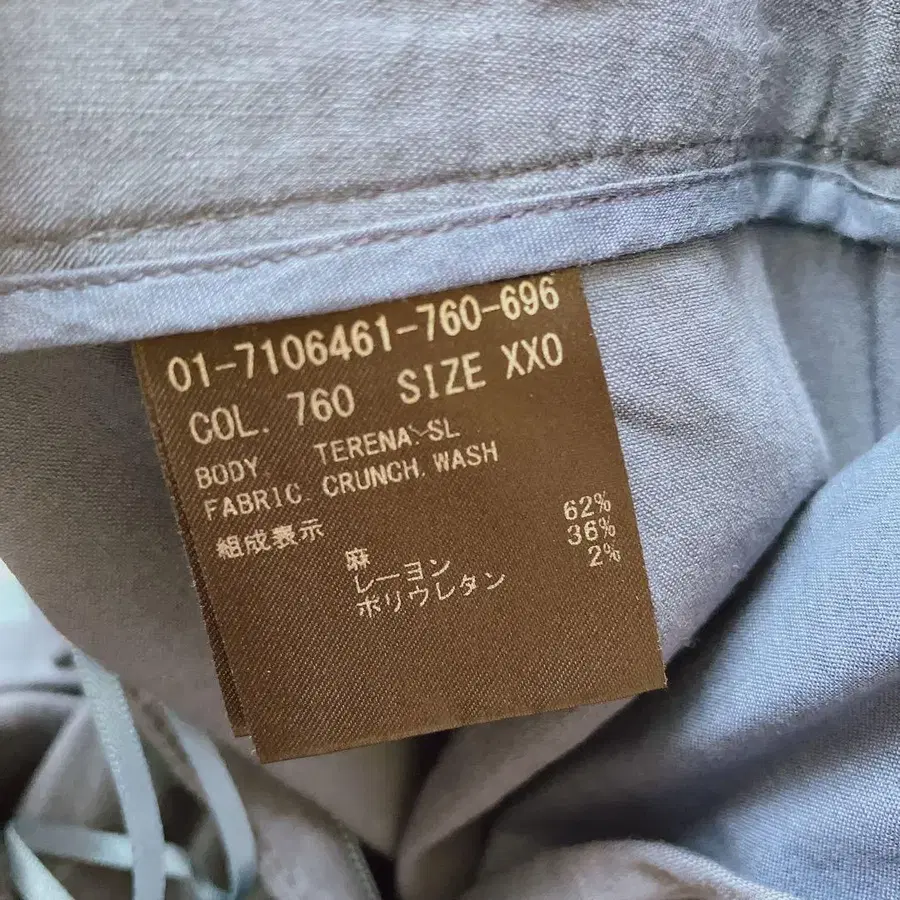 01-7106461-760-696
COL. 760 SIZE XXO
BODY. TERENA-SL
FABRIC. CRUNCH. WASH
組成表示
麻 62%
レーヨン 36%
ポリウレタン 2%